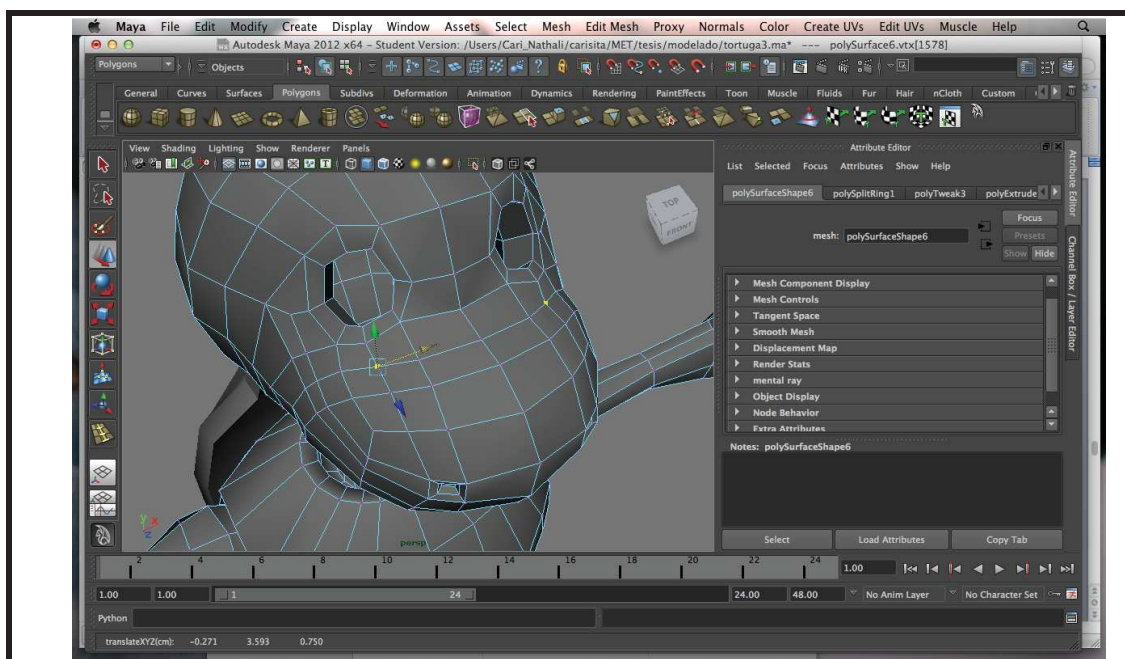 Maya File Edit Modify Create Display Window Assets Select Mesh Edit Mesh Proxy Normals Color Create UVs Edit UVs Muscle Help
Autodesk Maya 2012 x64 – Student Version: /Users/Cari_Nathali/carisita/MET/tesis/modelado/tortuga3.ma* --- polySurface6.vtx[1578]
Polygons Objects
General Curves Surfaces Polygons Subdivs Deformation Animation Dynamics Rendering PaintEffects Toon Muscle Fluids Fur Hair nCloth Custom
View Shading Lighting Show Renderer Panels
TOP
FRONT
persp
Attribute Editor
List Selected Focus Attributes Show Help
polySurfaceShape6 polySplitRing1 polyTweak3 polyExtrude
Focus
mesh: polySurfaceShape6
Presets
Show Hide
Mesh Component Display
Mesh Controls
Tangent Space
Smooth Mesh
Displacement Map
Render Stats
mental ray
Object Display
Node Behavior
Extra Attributes
Notes: polySurfaceShape6
Select Load Attributes Copy Tab
Attribute Editor
Channel Box / Layer Editor
2 4 6 8 10 12 14 16 18 20 22 24 1.00
1.00 1.00 1 24 24.00 48.00 No Anim Layer No Character Set
Python
translateXYZ(cm): -0.271 3.593 0.750